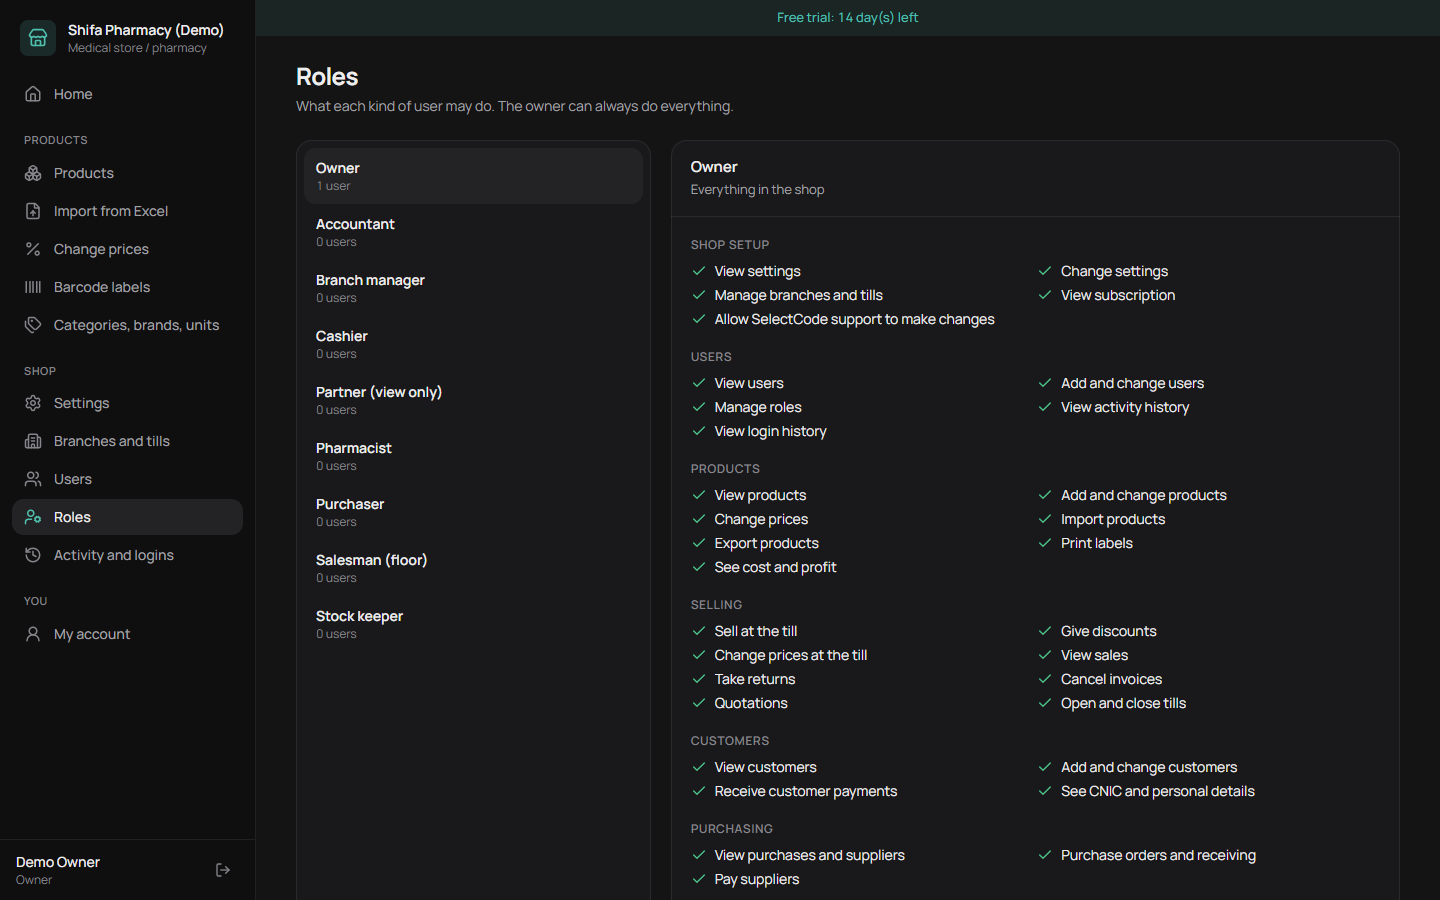 Shifa Pharmacy (Demo)
Medical store / pharmacy
Home
PRODUCTS
Products
Import from Excel
Change prices
Barcode labels
Categories, brands, units
SHOP
Settings
Branches and tills
Users
Roles
Activity and logins
YOU
My account
Demo Owner
Owner
Free trial: 14 day(s) left
Roles
What each kind of user may do. The owner can always do everything.
Owner
1 user
Accountant
0 users
Branch manager
0 users
Cashier
0 users
Partner (view only)
0 users
Pharmacist
0 users
Purchaser
0 users
Salesman (floor)
0 users
Stock keeper
0 users
Owner
Everything in the shop
SHOP SETUP
View settings
Change settings
Manage branches and tills
View subscription
Allow SelectCode support to make changes
USERS
View users
Add and change users
Manage roles
View activity history
View login history
PRODUCTS
View products
Add and change products
Change prices
Import products
Export products
Print labels
See cost and profit
SELLING
Sell at the till
Give discounts
Change prices at the till
View sales
Take returns
Cancel invoices
Quotations
Open and close tills
CUSTOMERS
View customers
Add and change customers
Receive customer payments
See CNIC and personal details
PURCHASING
View purchases and suppliers
Purchase orders and receiving
Pay suppliers